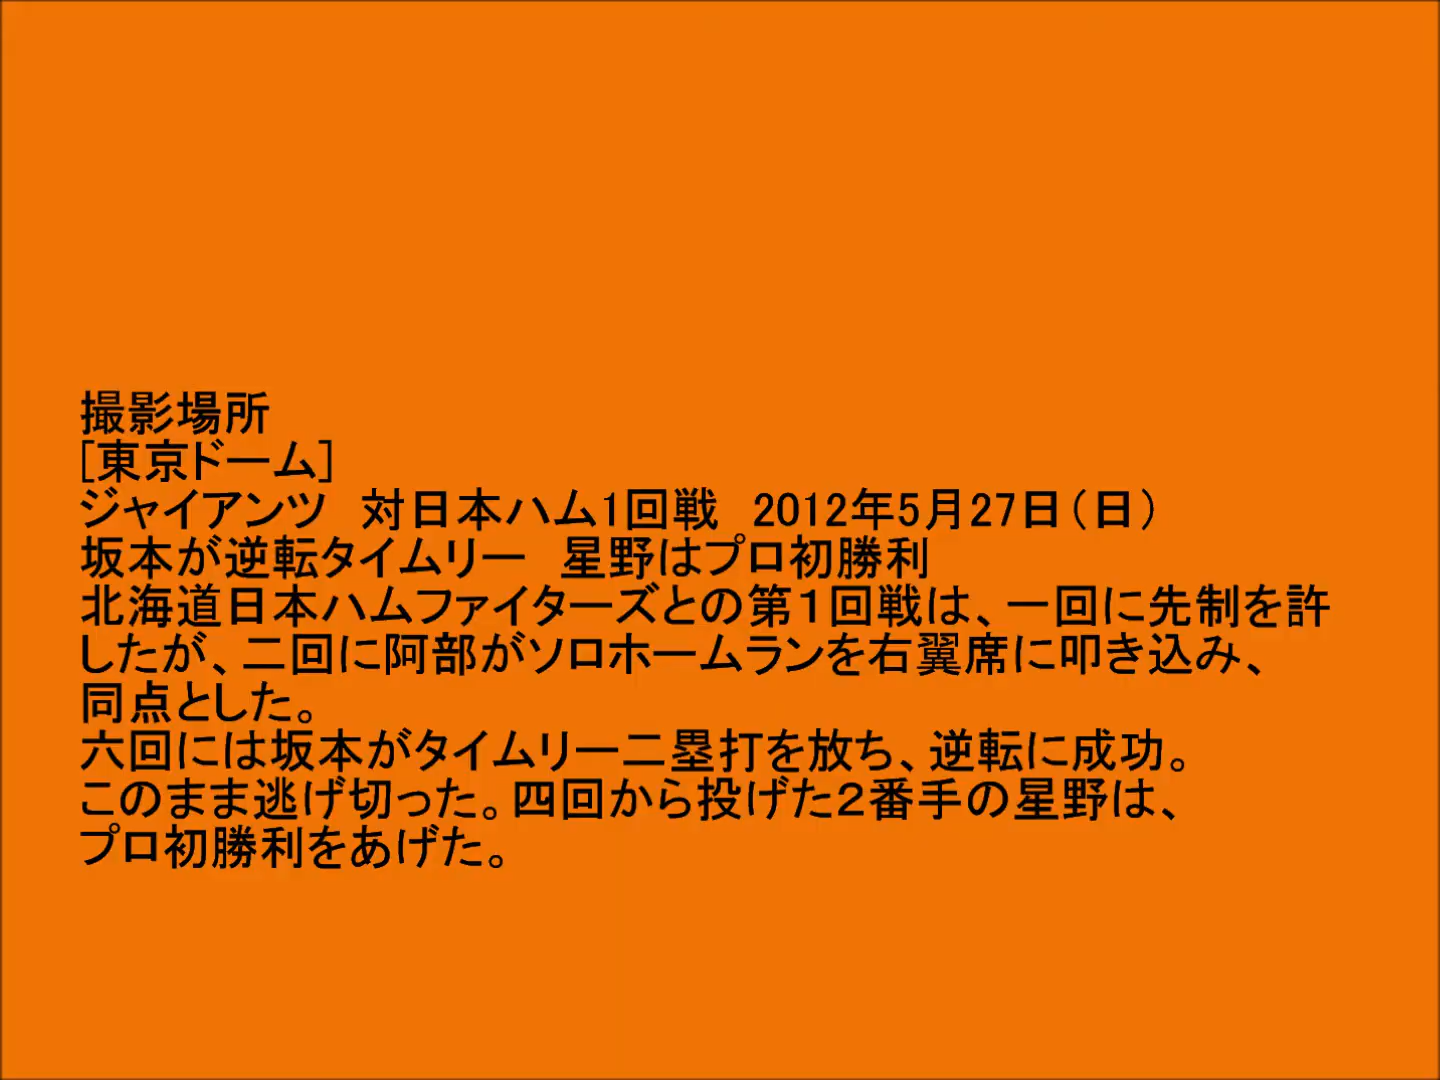 撮影場所
[東京ドーム]
ジャイアンツ　対日本ハム1回戦　2012年5月27日（日）
坂本が逆転タイムリー　星野はプロ初勝利
北海道日本ハムファイターズとの第１回戦は、一回に先制を許
したが、二回に阿部がソロホームランを右翼席に叩き込み、
同点とした。
六回には坂本がタイムリー二塁打を放ち、逆転に成功。
このまま逃げ切った。四回から投げた２番手の星野は、
プロ初勝利をあげた。